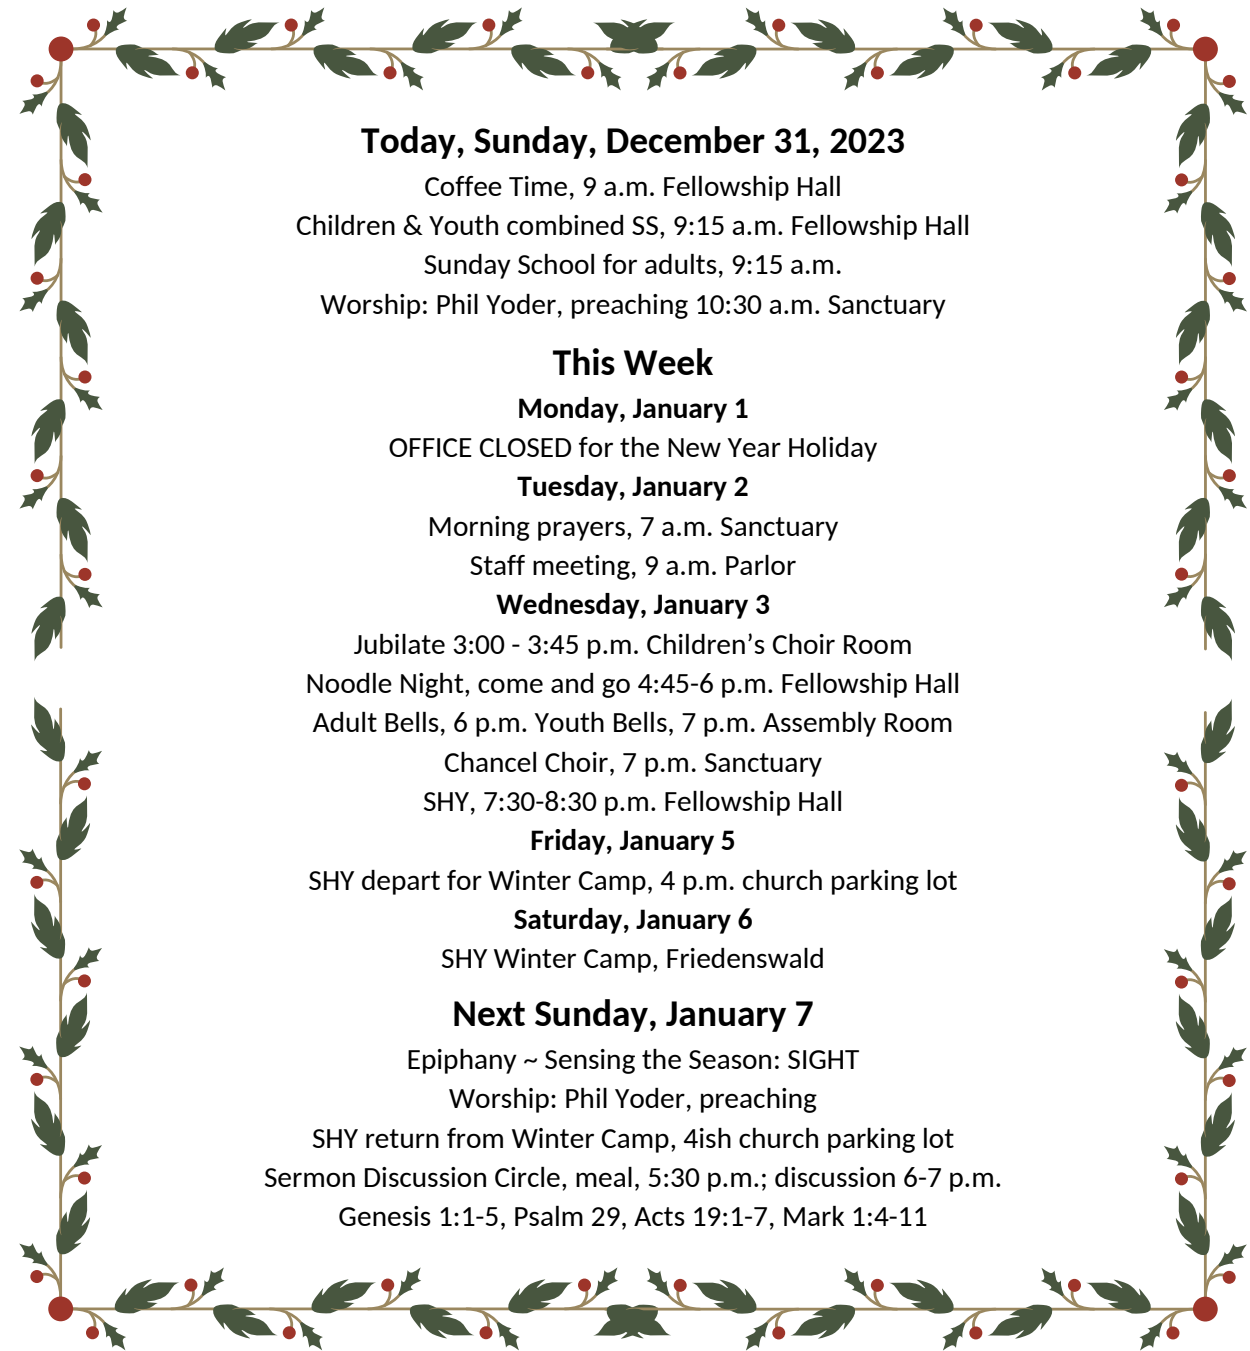 Today, Sunday, December 31, 2023
Coffee Time, 9 a.m. Fellowship Hall
Children & Youth combined SS, 9:15 a.m. Fellowship Hall
Sunday School for adults, 9:15 a.m.
Worship: Phil Yoder, preaching 10:30 a.m. Sanctuary
This Week
Monday, January 1
OFFICE CLOSED for the New Year Holiday
Tuesday, January 2
Morning prayers, 7 a.m. Sanctuary
Staff meeting, 9 a.m. Parlor
Wednesday, January 3
Jubilate 3:00 - 3:45 p.m. Children’s Choir Room
Noodle Night, come and go 4:45-6 p.m. Fellowship Hall
Adult Bells, 6 p.m. Youth Bells, 7 p.m. Assembly Room
Chancel Choir, 7 p.m. Sanctuary
SHY, 7:30-8:30 p.m. Fellowship Hall
Friday, January 5
SHY depart for Winter Camp, 4 p.m. church parking lot
Saturday, January 6
SHY Winter Camp, Friedenswald
Next Sunday, January 7
Epiphany ~ Sensing the Season: SIGHT
Worship: Phil Yoder, preaching
SHY return from Winter Camp, 4ish church parking lot
Sermon Discussion Circle, meal, 5:30 p.m.; discussion 6-7 p.m.
Genesis 1:1-5, Psalm 29, Acts 19:1-7, Mark 1:4-11